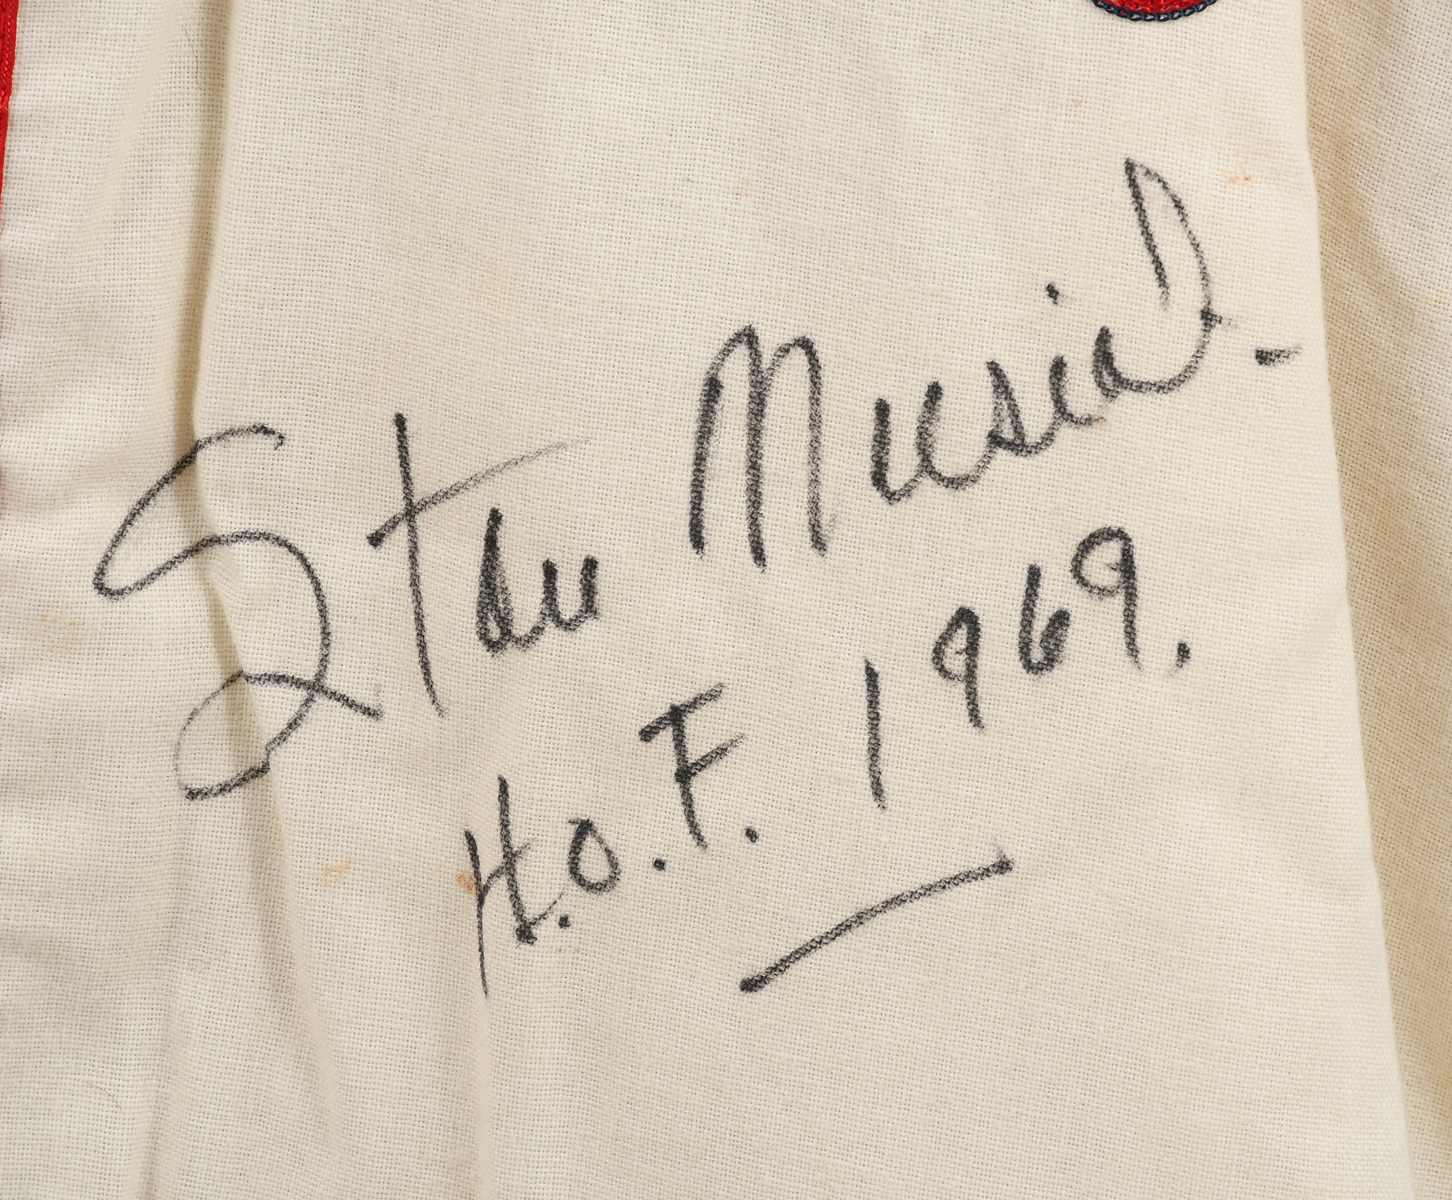 Stan Musial-
H.O.F. 1969.